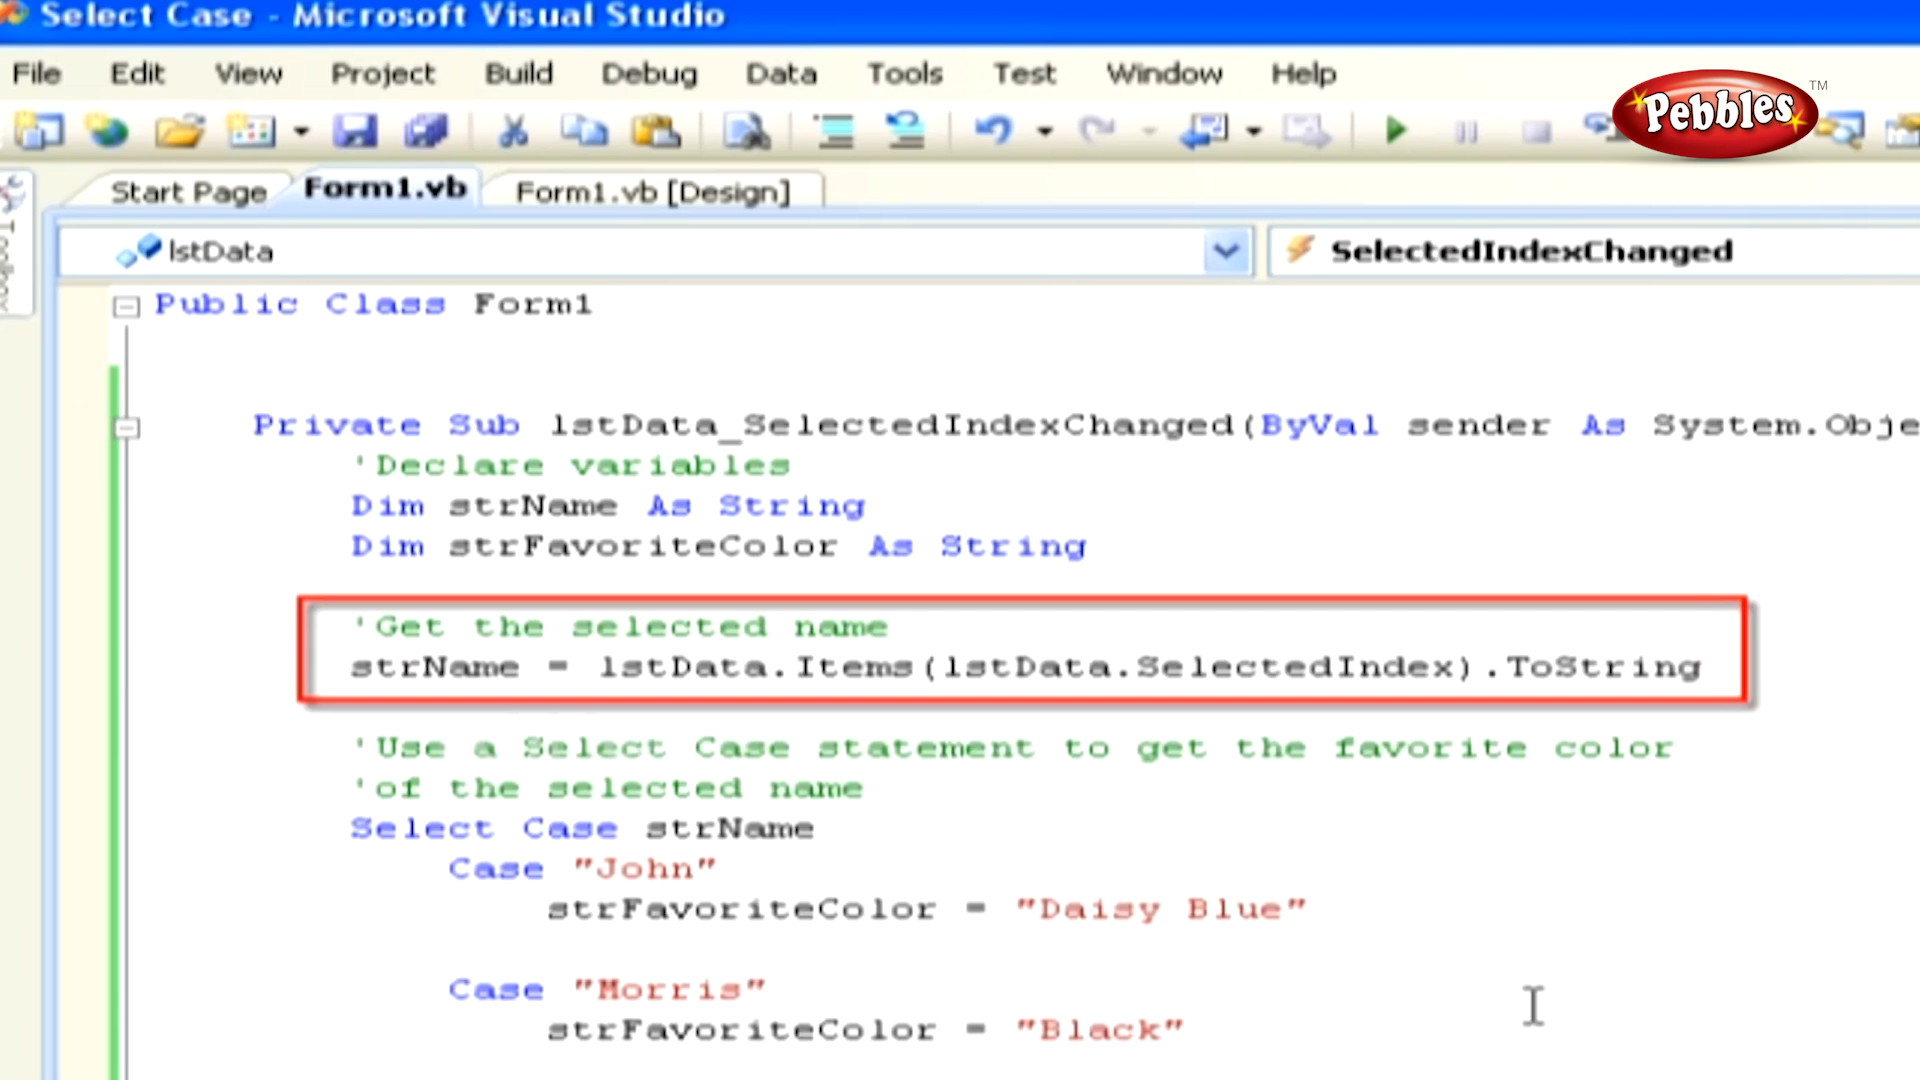 Select Case - Microsoft Visual Studio
File Edit View Project Build Debug Data Tools Test Window Help
Pebbles TM
Start Page Form1.vb Form1.vb [Design]
Toolbox
lstData SelectedIndexChanged
Public Class Form1
Private Sub lstData_SelectedIndexChanged(ByVal sender As System.Obje
'Declare variables
Dim strName As String
Dim strFavoriteColor As String
'Get the selected name
strName = lstData.Items(lstData.SelectedIndex).ToString
'Use a Select Case statement to get the favorite color
'of the selected name
Select Case strName
Case "John"
strFavoriteColor = "Daisy Blue"
Case "Morris"
strFavoriteColor = "Black"